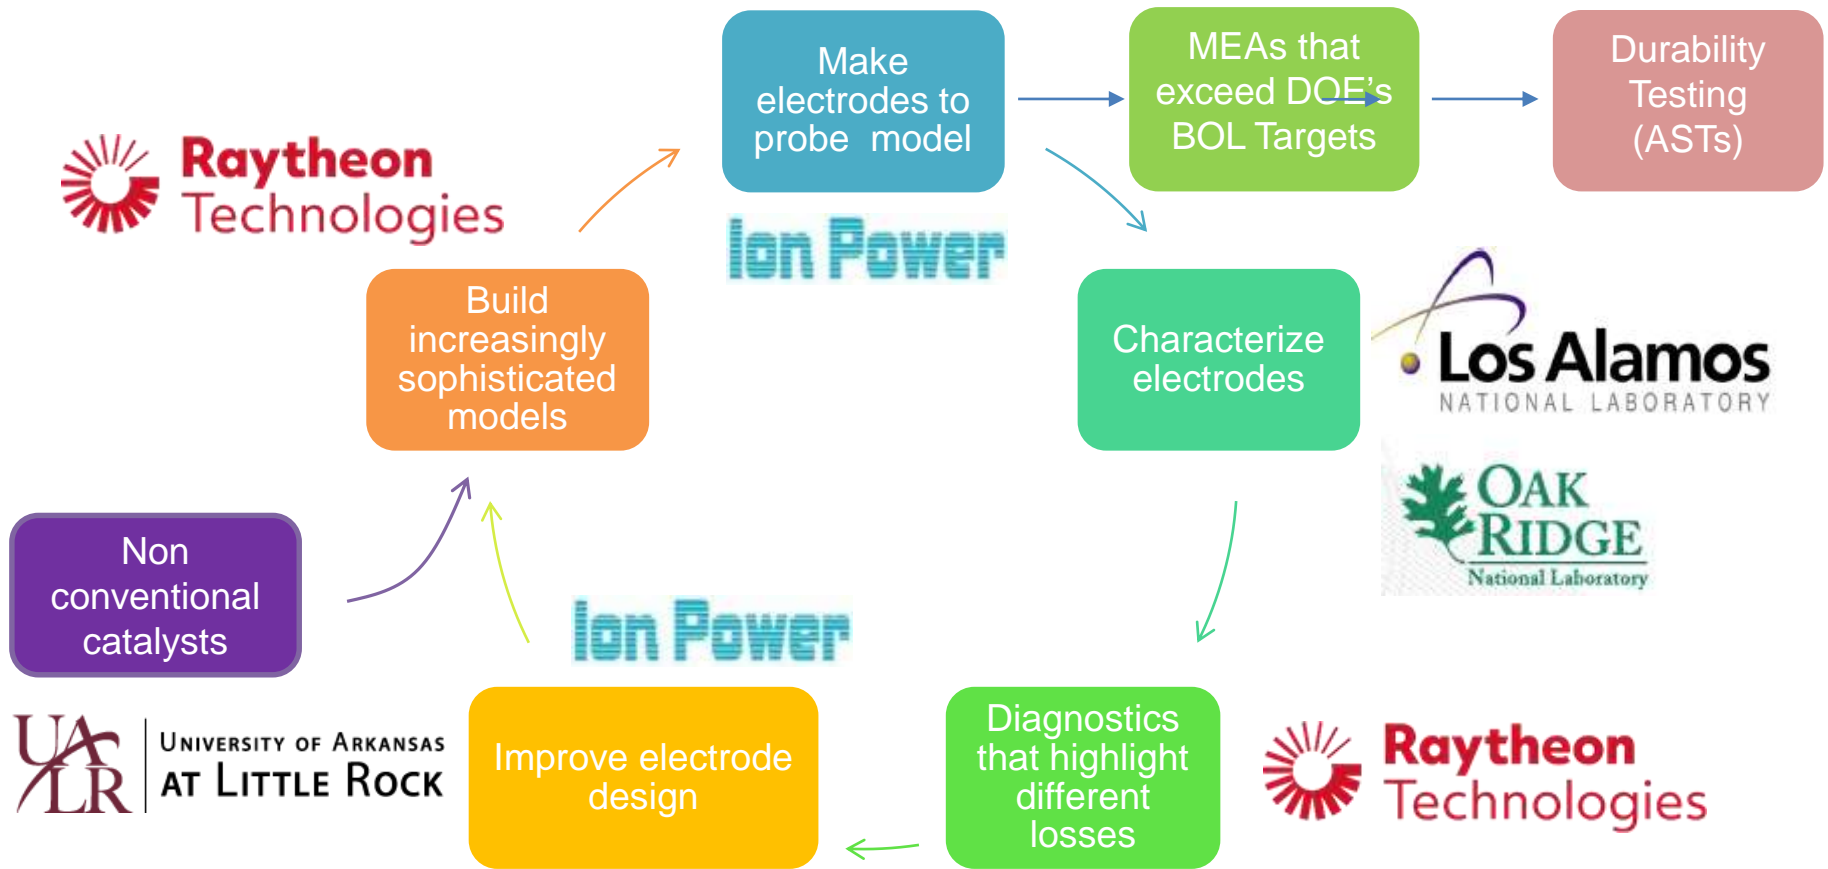 Make
electrodes to
probe model
MEAs that
exceed DOE's
BOL Targets
Durability
Testing
(ASTs)
Raytheon
Technologies
Ion Power
Build
increasingly
sophisticated
models
Characterize
electrodes
Los Alamos
NATIONAL LABORATORY
OAK
RIDGE
National Laboratory
Non
conventional
catalysts
Ion Power
UALR
UNIVERSITY OF ARKANSAS
AT LITTLE ROCK
Improve electrode
design
Diagnostics
that highlight
different
losses
Raytheon
Technologies